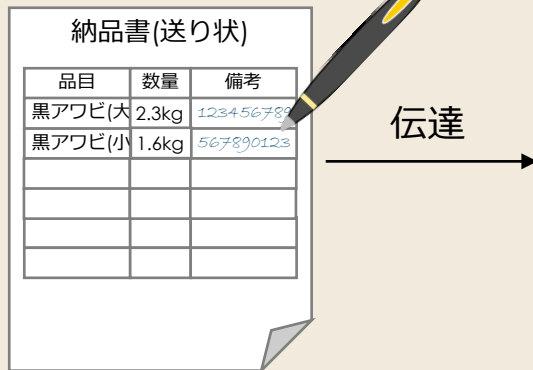 納品書(送り状)
品目 数量 備考
黒アワビ(大 2.3kg 123456789
黒アワビ(小 1.6kg 567890123
伝達